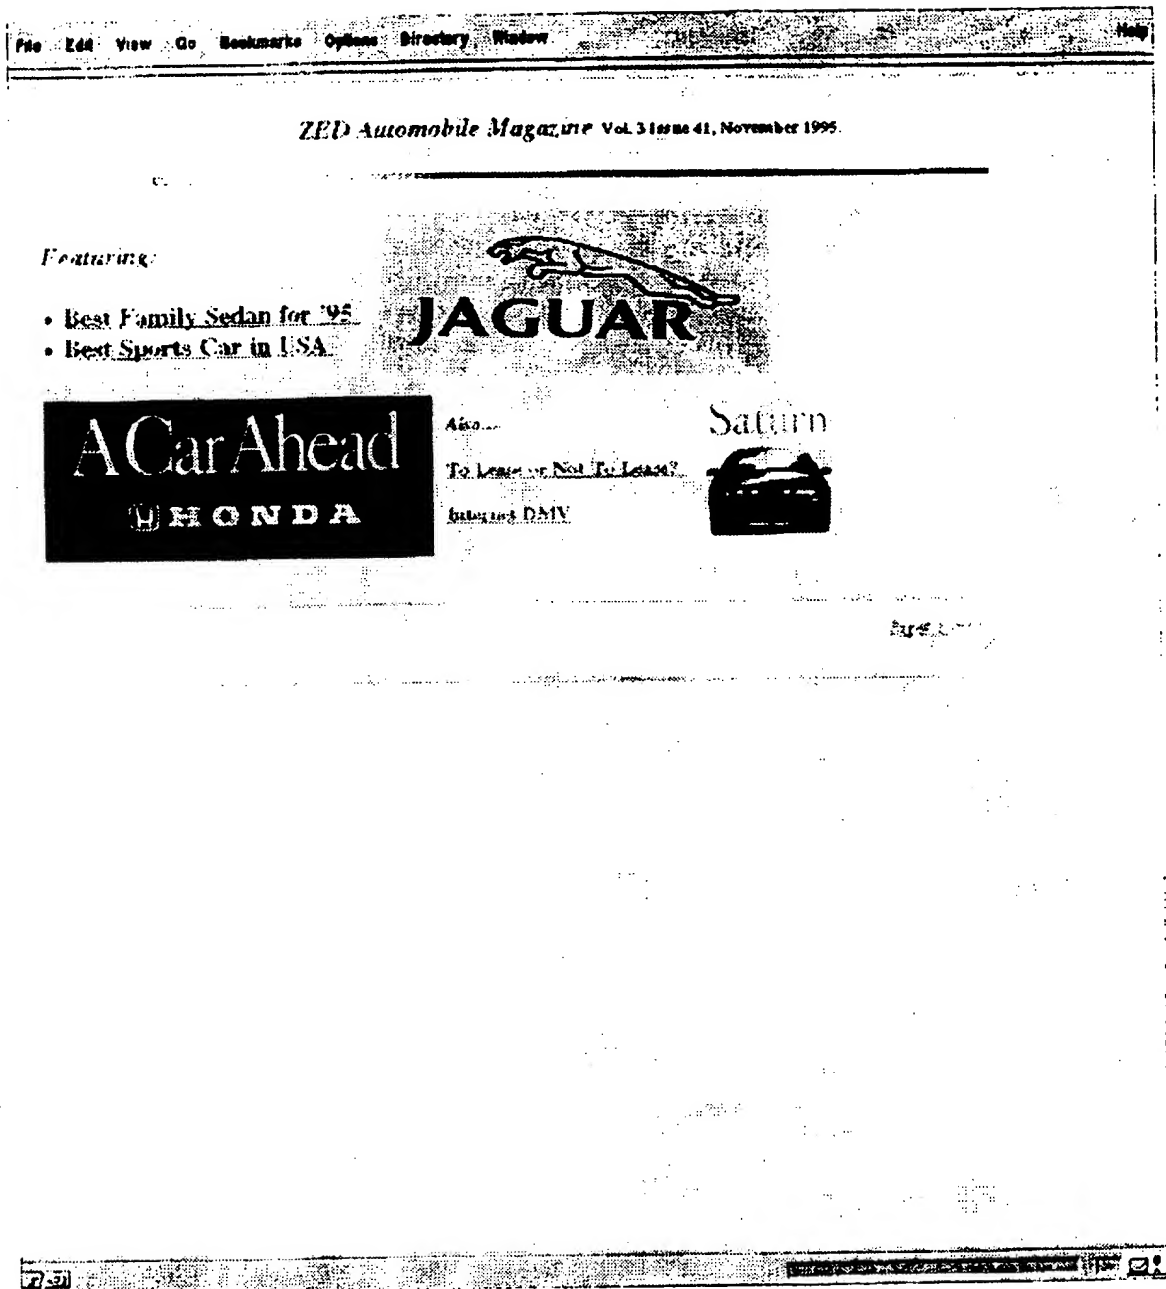 File Edit View Go Bookmarks Options Directory Window Help
ZED Automobile Magazine Vol. 3 Issue 41, November 1995.
Featuring:
• Best Family Sedan for '95
• Best Sports Car in USA
JAGUAR
A Car Ahead
HONDA
Also...
To Lease or Not To Lease?
Internet DMV
Saturn